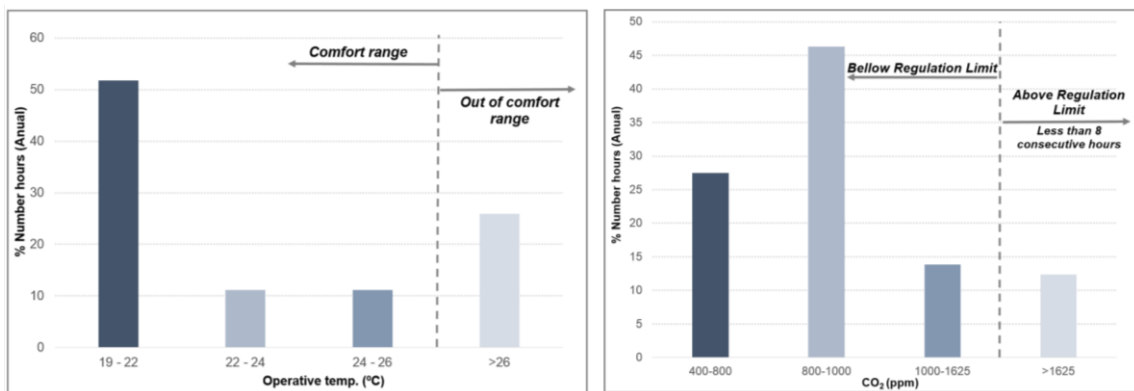 60
50
40
30
20
10
0
% Number hours (Anual)
Comfort range
Out of comfort
range
19 - 22
22 - 24
24 - 26
>26
Operative temp. (ºC)
50
45
40
35
30
25
20
15
10
5
0
% Number hours (Anual)
Bellow Regulation Limit
Above Regulation
Limit
Less than 8
consecutive hours
400-800
800-1000
1000-1625
>1625
CO₂ (ppm)